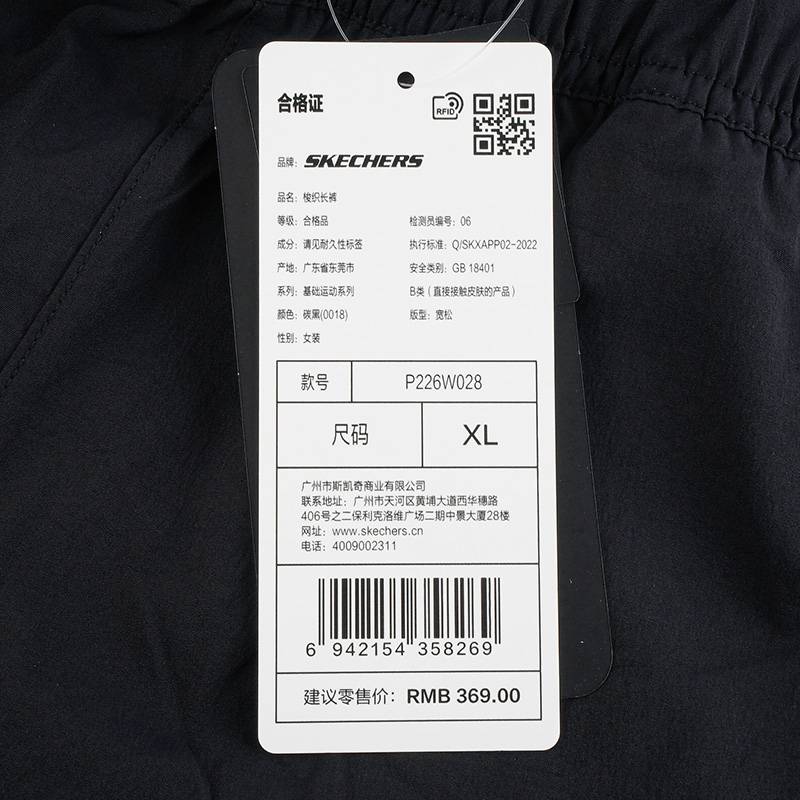 合格证
RFID
品牌: SKECHERS
品名: 梭织长裤
等级: 合格品 检测员编号: 06
成分: 请见耐久性标签 执行标准: Q/SKXAPP02-2022
产地: 广东省东莞市 安全类别: GB 18401
系列: 基础运动系列 B类（直接接触皮肤的产品）
颜色: 碳黑(0018) 版型: 宽松
性别: 女装
款号 P226W028
尺码 XL
广州市斯凯奇商业有限公司
联系地址: 广州市天河区黄埔大道西华穗路
406号之二保利克洛维广场二期中景大厦28楼
网址: www.skechers.cn
电话: 4009002311
6 942154 358269
建议零售价: RMB 369.00